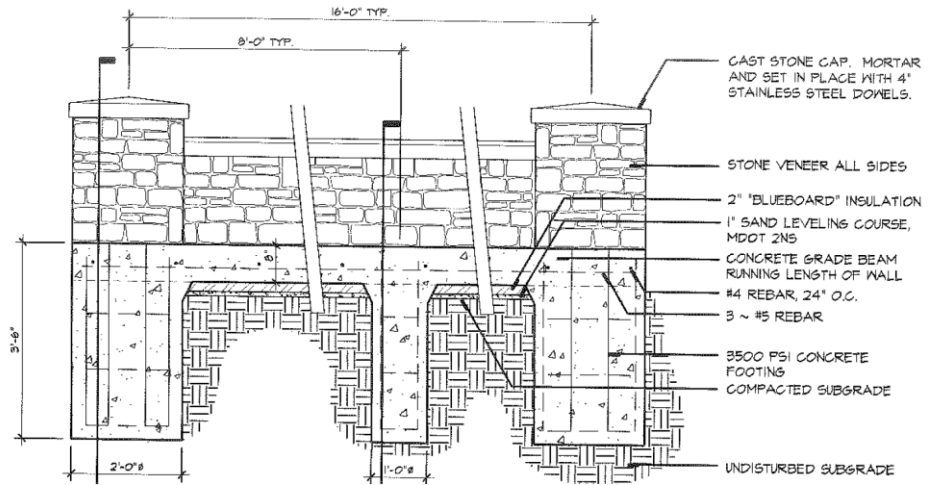 16'-0" TYP.
8'-0" TYP.
CAST STONE CAP. MORTAR
AND SET IN PLACE WITH 4"
STAINLESS STEEL DOWELS.
STONE VENEER ALL SIDES
2" "BLUEBOARD" INSULATION
1" SAND LEVELING COURSE,
MDOT 2NS
CONCRETE GRADE BEAM
RUNNING LENGTH OF WALL
#4 REBAR, 24" O.C.
3 ~ #5 REBAR
3500 PSI CONCRETE
FOOTING
COMPACTED SUBGRADE
UNDISTURBED SUBGRADE
8"
3'-6"
2'-0"ø
1'-0"ø